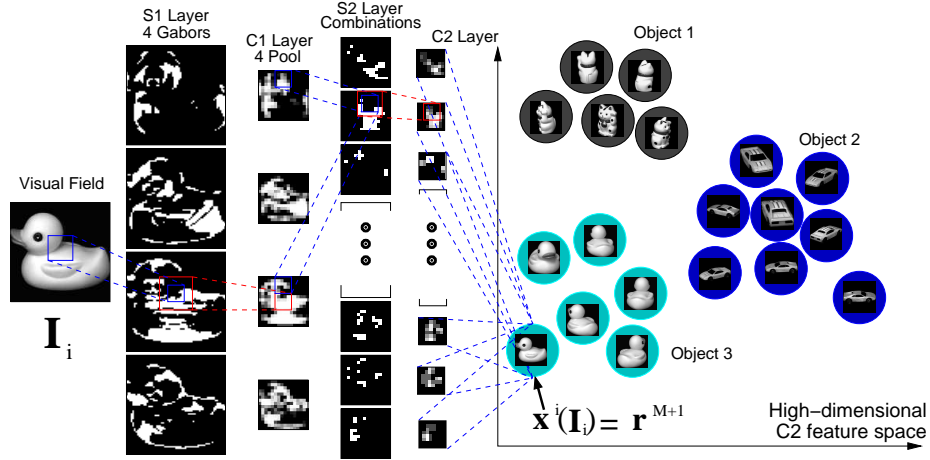 S1 Layer
4 Gabors
C1 Layer
4 Pool
S2 Layer
Combinations
C2 Layer
Object 1
Object 2
Visual Field
I i
Object 3
x i (I i) = r M+1
High-dimensional
C2 feature space